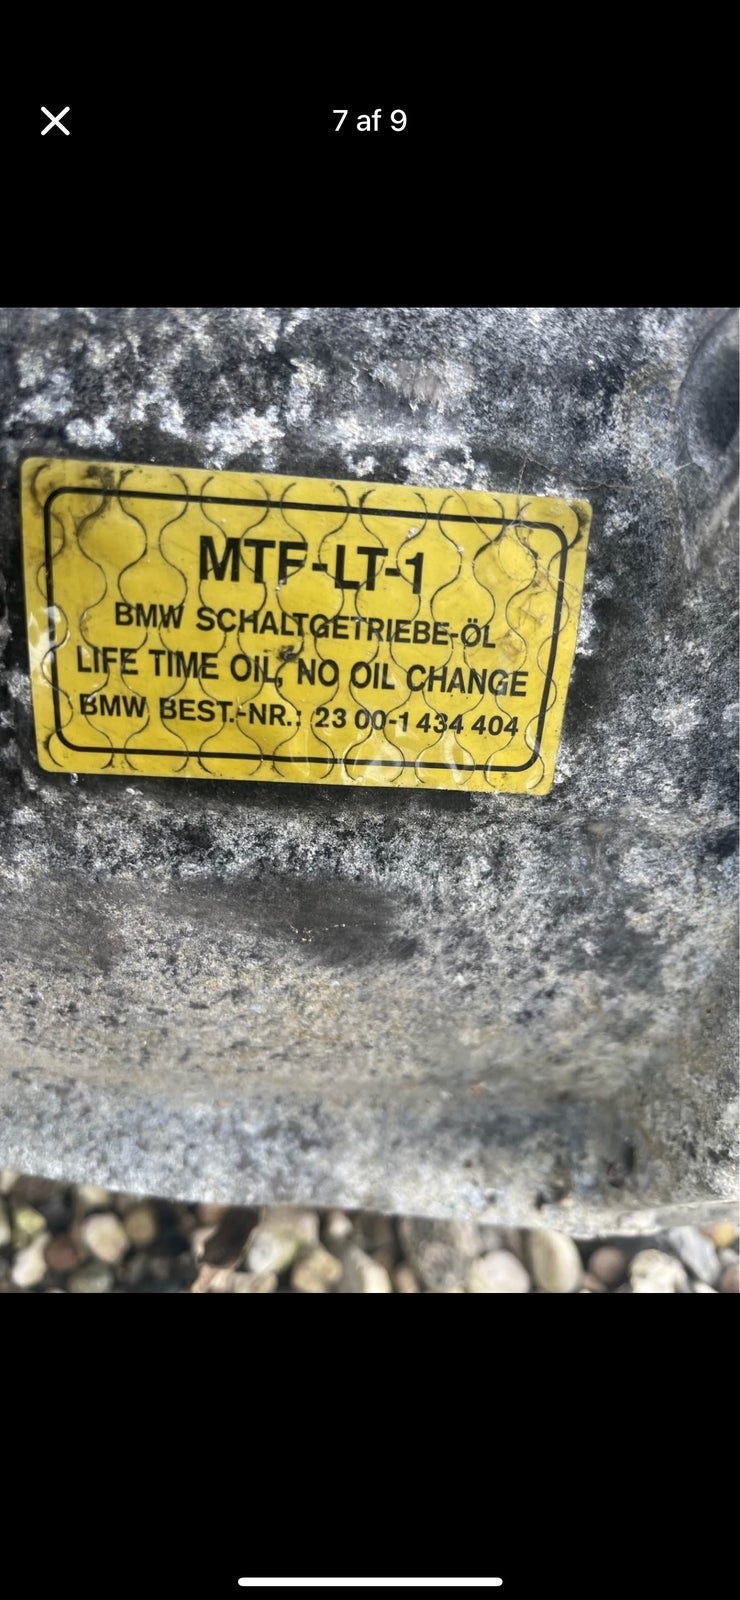 7 af 9
MTF-LT-1
BMW SCHALTGETRIEBE-ÖL
LIFE TIME OIL, NO OIL CHANGE
BMW BEST.-NR.: 23 00-1 434 404